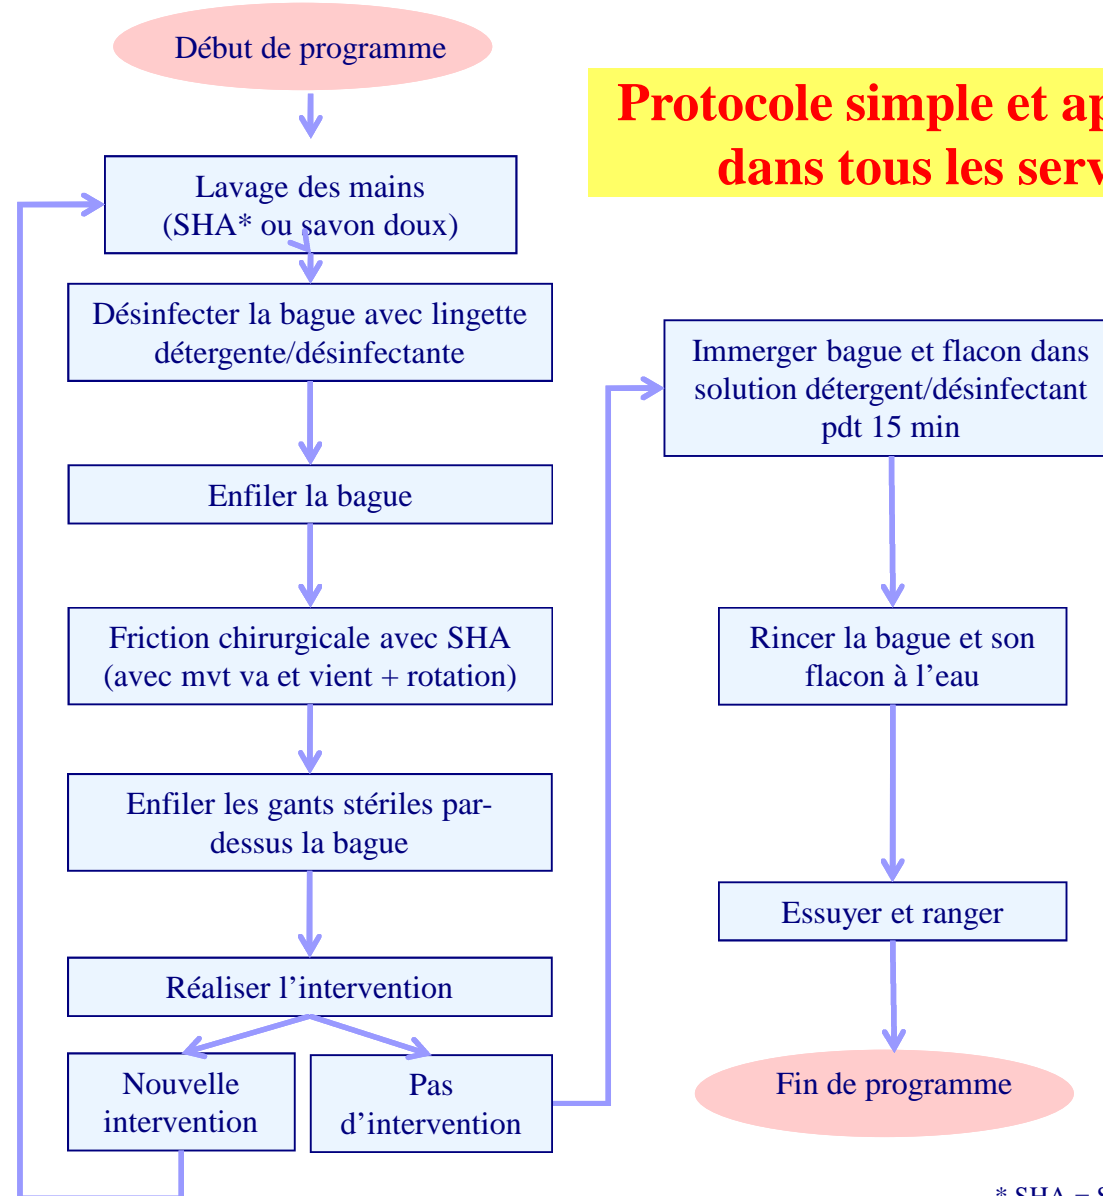 Début de programme
Protocole simple et
dans tous les
Lavage des mains
(SHA* ou savon doux)
Désinfecter la bague avec lingette
détergente/désinfectante
Enfiler la bague
Friction chirurgicale avec SHA
(avec mvt va et vient + rotation)
Enfiler les gants stériles par-
dessus la bague
Réaliser l’intervention
Nouvelle
intervention
Pas
d’intervention
Immerger bague et flacon dans
solution détergent/désinfectant
pdt 15 min
Rincer la bague et son
flacon à l’eau
Essuyer et ranger
Fin de programme
* SHA =